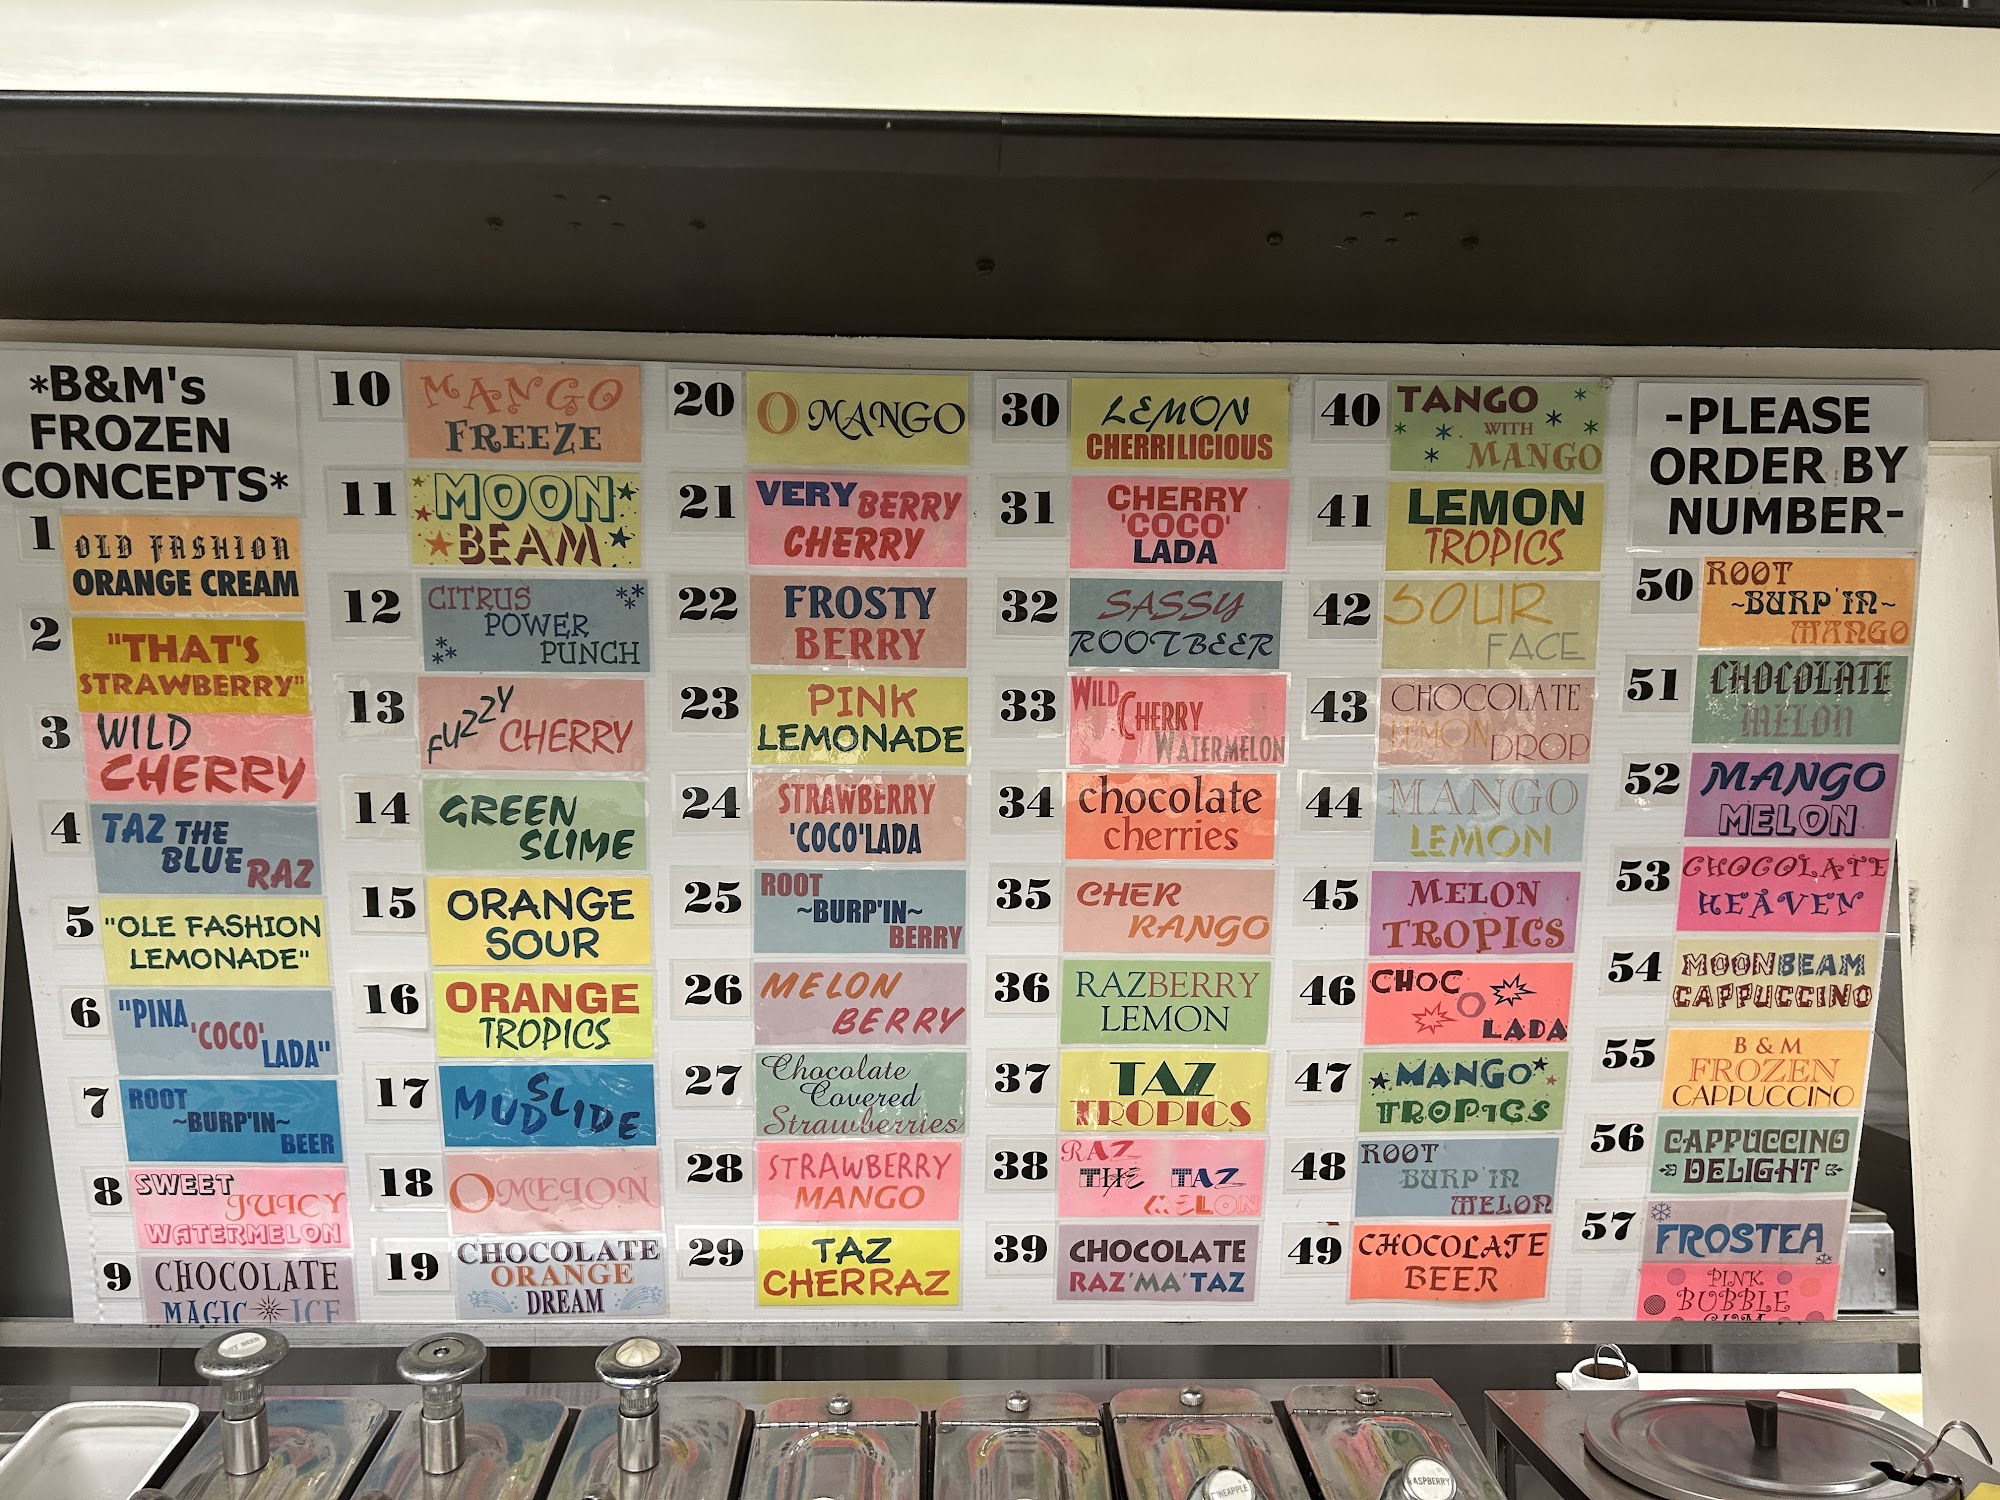 *B&M's
FROZEN
CONCEPTS*
1
OLD FASHION
ORANGE CREAM
2
"THAT'S
STRAWBERRY"
3
WILD
CHERRY
4
TAZ THE
BLUE RAZ
5
"OLE FASHION
LEMONADE"
6
"PINA 'COCO' LADA"
7
ROOT
~BURP'IN~
BEER
8
SWEET
JUICY
WATERMELON
9
CHOCOLATE
MAGIC ICE
10
MANGO
FREEZE
11
MOON
BEAM
12
CITRUS
POWER
PUNCH
13
FUZZY CHERRY
14
GREEN
SLIME
15
ORANGE
SOUR
16
ORANGE
TROPICS
17
MUDSLIDE
18
OMELON
19
CHOCOLATE
ORANGE
DREAM
20
O MANGO
21
VERY BERRY
CHERRY
22
FROSTY
BERRY
23
PINK
LEMONADE
24
STRAWBERRY
'COCO'LADA
25
ROOT
~BURP'IN~
BERRY
26
MELON
BERRY
27
Chocolate
Covered
Strawberries
28
STRAWBERRY
MANGO
29
TAZ
CHERRAZ
30
LEMON
CHERRILICIOUS
31
CHERRY
'COCO'
LADA
32
SASSY
ROOTBEER
33
WILD
CHERRY
WATERMELON
34
chocolate
cherries
35
CHER
RANGO
36
RAZBERRY
LEMON
37
TAZ
TROPICS
38
RAZ
THE TAZ
MELON
39
CHOCOLATE
RAZ'MA'TAZ
40
TANGO
WITH
MANGO
41
LEMON
TROPICS
42
SOUR
FACE
43
CHOCOLATE
LEMON DROP
44
MANGO
LEMON
45
MELON
TROPICS
46
CHOC
O
LADA
47
MANGO
TROPICS
48
ROOT
BURP'IN
MELON
49
CHOCOLATE
BEER
-PLEASE
ORDER BY
NUMBER-
50
ROOT
~BURP'IN~
MANGO
51
CHOCOLATE
MELON
52
MANGO
MELON
53
CHOCOLATE
HEAVEN
54
MOONBEAM
CAPPUCCINO
55
B & M
FROZEN
CAPPUCCINO
56
CAPPUCCINO
DELIGHT
57
FROSTEA
PINK
BUBBLE
GUM
PINEAPPLE
RASPBERRY